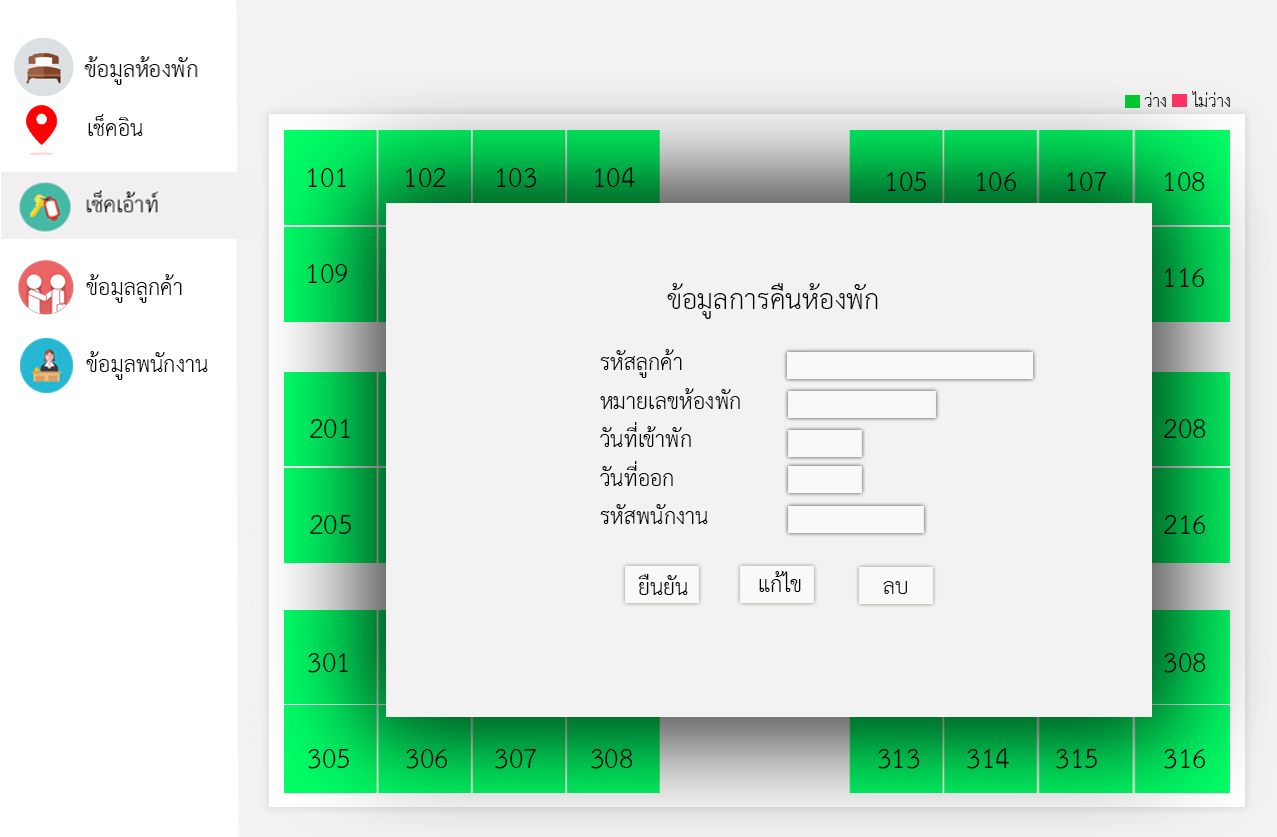 ข้อมูลห้องพัก
เช็คอิน
เช็คเอ้าท์
ข้อมูลลูกค้า
ข้อมูลพนักงาน
ว่าง ไม่ว่าง
101 102 103 104 105 106 107 108
109 116
201 208
205 216
301 308
305 306 307 308 313 314 315 316
ข้อมูลการคืนห้องพัก
รหัสลูกค้า
หมายเลขห้องพัก
วันที่เข้าพัก
วันที่ออก
รหัสพนักงาน
ยืนยัน แก้ไข ลบ